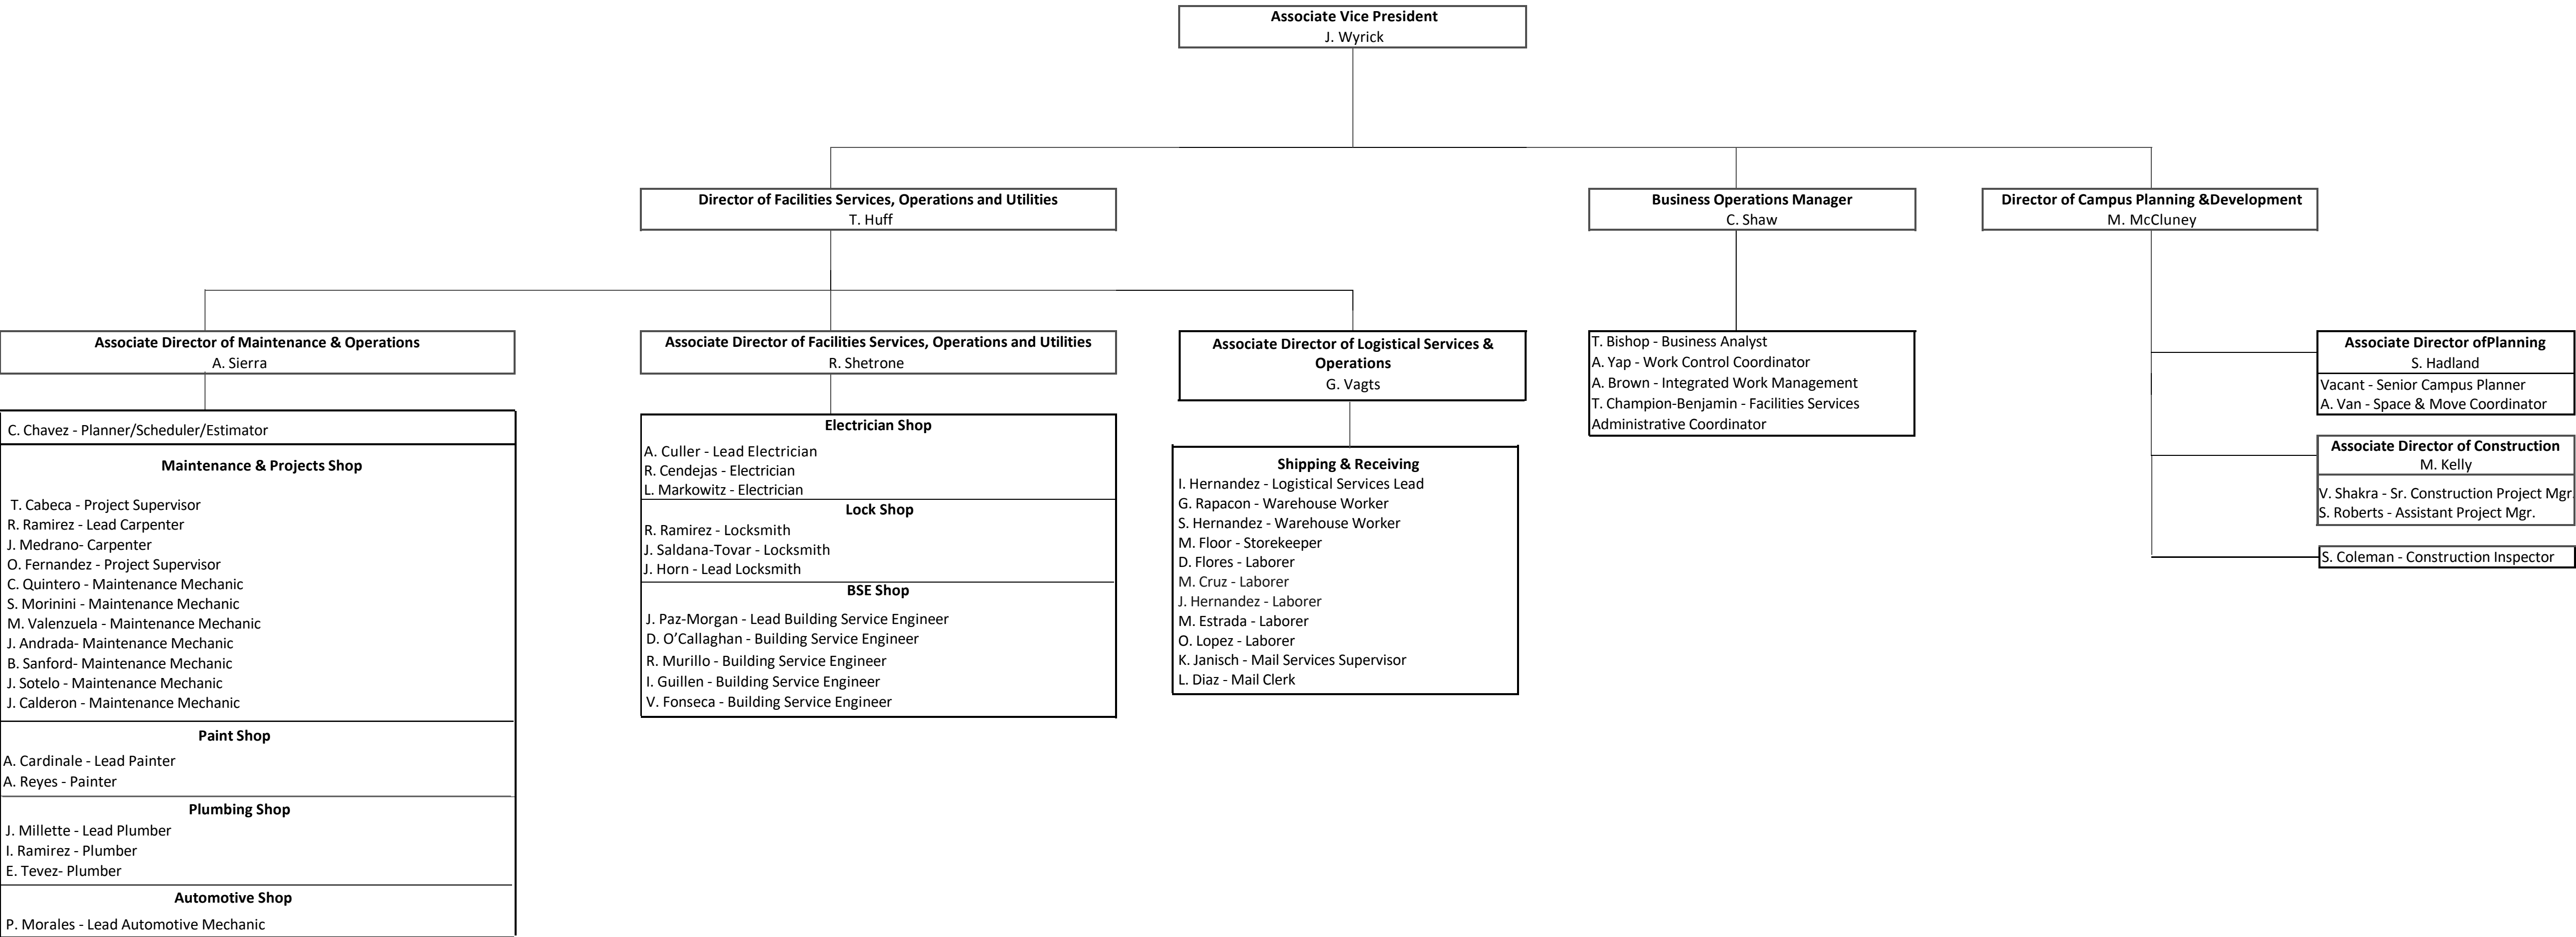 Associate Vice President
J. Wyrick
Director of Facilities Services, Operations and Utilities
T. Huff
Business Operations Manager
C. Shaw
Director of Campus Planning &Development
M. McCluney
Associate Director of Maintenance & Operations
A. Sierra
C. Chavez - Planner/Scheduler/Estimator
Maintenance & Projects Shop
T. Cabeca - Project Supervisor
R. Ramirez - Lead Carpenter
J. Medrano- Carpenter
O. Fernandez - Project Supervisor
C. Quintero - Maintenance Mechanic
S. Morinini - Maintenance Mechanic
M. Valenzuela - Maintenance Mechanic
J. Andrada- Maintenance Mechanic
B. Sanford- Maintenance Mechanic
J. Sotelo - Maintenance Mechanic
J. Calderon - Maintenance Mechanic
Paint Shop
A. Cardinale - Lead Painter
A. Reyes - Painter
Plumbing Shop
J. Millette - Lead Plumber
I. Ramirez - Plumber
E. Tevez- Plumber
Automotive Shop
P. Morales - Lead Automotive Mechanic
Associate Director of Facilities Services, Operations and Utilities
R. Shetrone
Electrician Shop
A. Culler - Lead Electrician
R. Cendejas - Electrician
L. Markowitz - Electrician
Lock Shop
R. Ramirez - Locksmith
J. Saldana-Tovar - Locksmith
J. Horn - Lead Locksmith
BSE Shop
J. Paz-Morgan - Lead Building Service Engineer
D. O’Callaghan - Building Service Engineer
R. Murillo - Building Service Engineer
I. Guillen - Building Service Engineer
V. Fonseca - Building Service Engineer
Associate Director of Logistical Services &
Operations
G. Vagts
Shipping & Receiving
I. Hernandez - Logistical Services Lead
G. Rapacon - Warehouse Worker
S. Hernandez - Warehouse Worker
M. Floor - Storekeeper
D. Flores - Laborer
M. Cruz - Laborer
J. Hernandez - Laborer
M. Estrada - Laborer
O. Lopez - Laborer
K. Janisch - Mail Services Supervisor
L. Diaz - Mail Clerk
T. Bishop - Business Analyst
A. Yap - Work Control Coordinator
A. Brown - Integrated Work Management
T. Champion-Benjamin - Facilities Services
Administrative Coordinator
Associate Director ofPlanning
S. Hadland
Vacant - Senior Campus Planner
A. Van - Space & Move Coordinator
Associate Director of Construction
M. Kelly
V. Shakra - Sr. Construction Project Mgr.
S. Roberts - Assistant Project Mgr.
S. Coleman - Construction Inspector